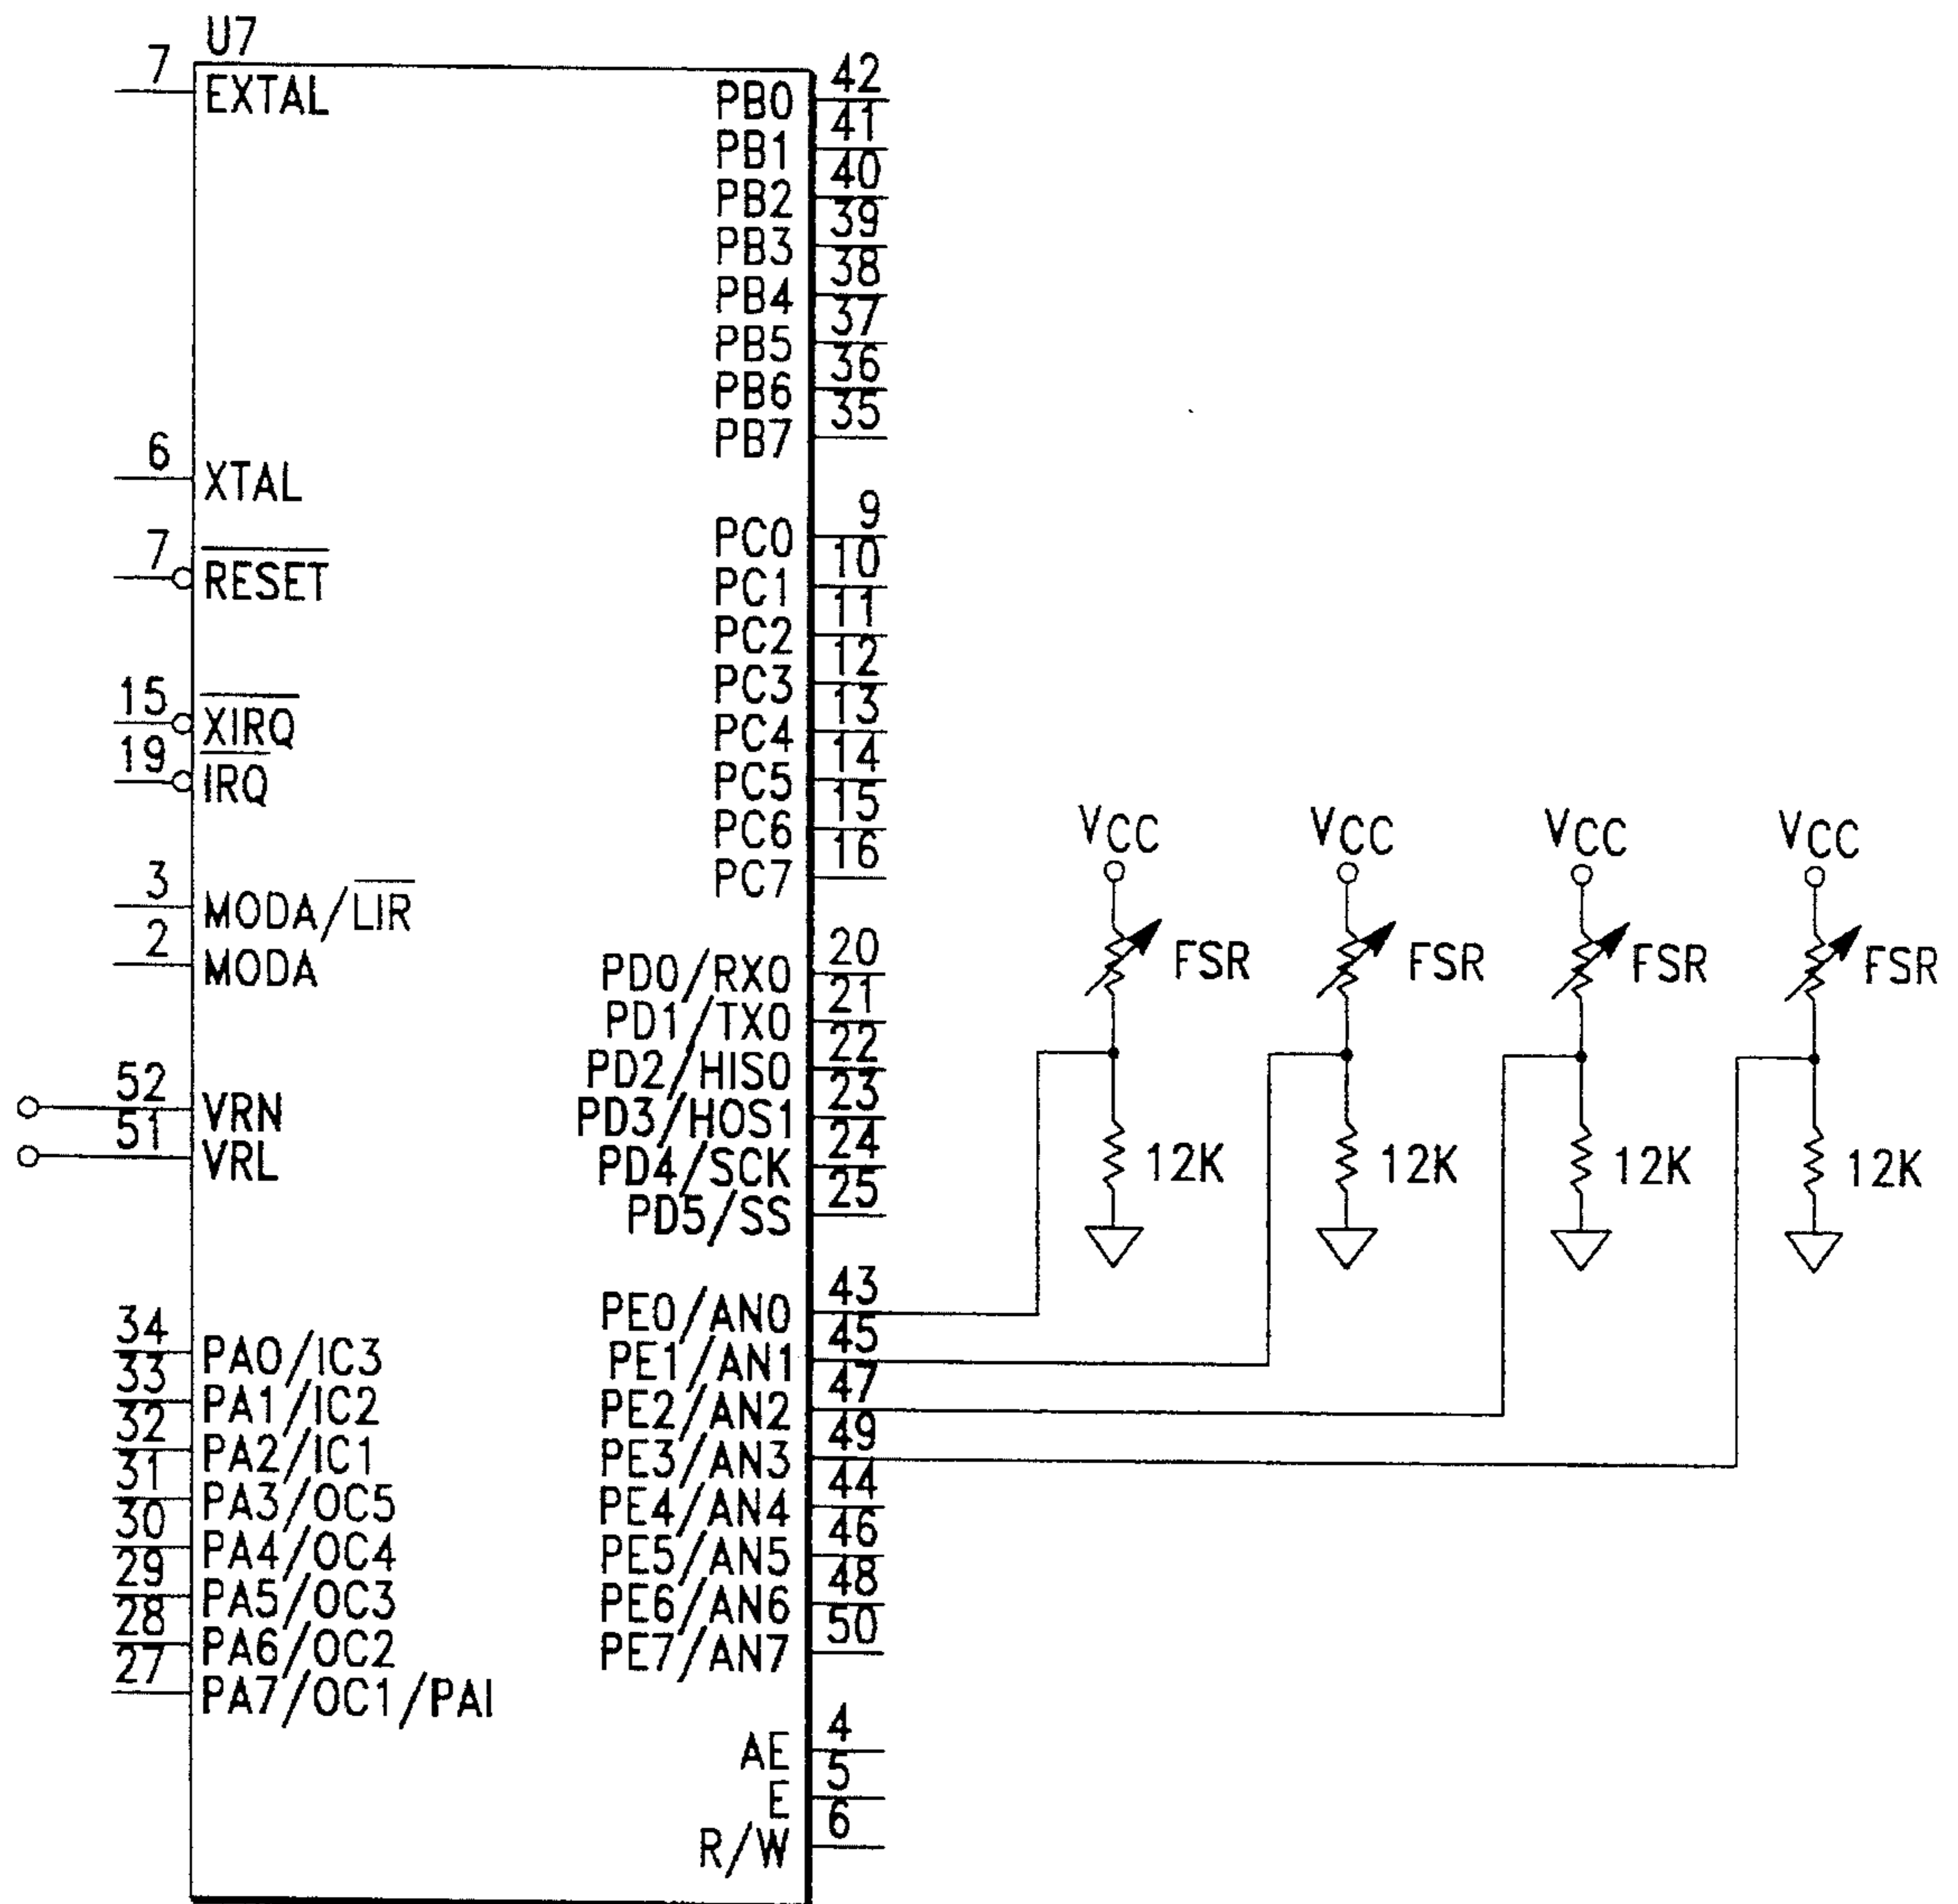 U7
7
EXTAL
6
XTAL
7
RESET
15
XIRQ
19
IRQ
3
MODA/LIR
2
MODA
52
VRN
51
VRL
34
PA0/IC3
33
PA1/IC2
32
PA2/IC1
31
PA3/OC5
30
PA4/OC4
29
PA5/OC3
28
PA6/OC2
27
PA7/OC1/PAI
42
PB0
41
PB1
40
PB2
39
PB3
38
PB4
37
PB5
36
PB6
35
PB7
9
PC0
10
PC1
11
PC2
12
PC3
13
PC4
14
PC5
15
PC6
16
PC7
20
PD0/RX0
21
PD1/TX0
22
PD2/HIS0
23
PD3/HOS1
24
PD4/SCK
25
PD5/SS
43
PE0/AN0
45
PE1/AN1
47
PE2/AN2
49
PE3/AN3
44
PE4/AN4
46
PE5/AN5
48
PE6/AN6
50
PE7/AN7
4
AE
5
E
6
R/W
VCC VCC VCC VCC
FSR FSR FSR FSR
12K 12K 12K 12K